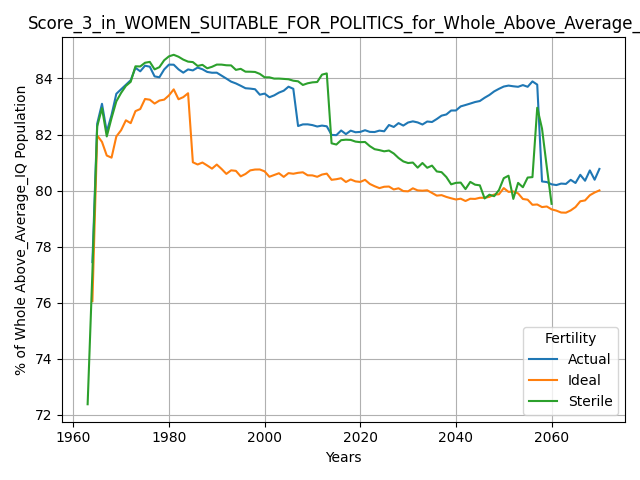 Score_3_in_WOMEN_SUITABLE_FOR_POLITICS_for_Whole_Above_Average_
% of Whole Above_Average_IQ Population
84
82
80
78
76
74
72
1960
1980
2000
2020
2040
2060
Years
Fertility
Actual
Ideal
Sterile